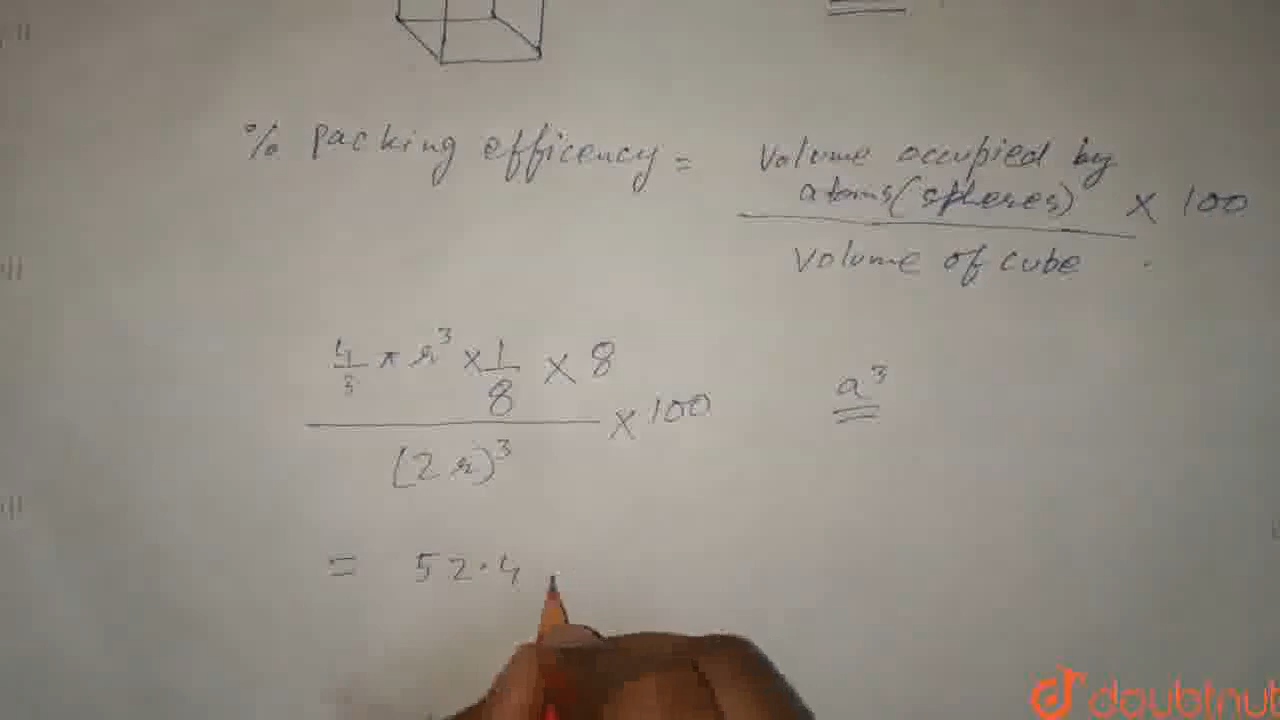 % packing efficency = volume occupied by
atoms(spheres) × 100
volume of cube
4/3 π r³ × 1/8 × 8
× 100
(2r)³
a³
= 52.4
doubtnut